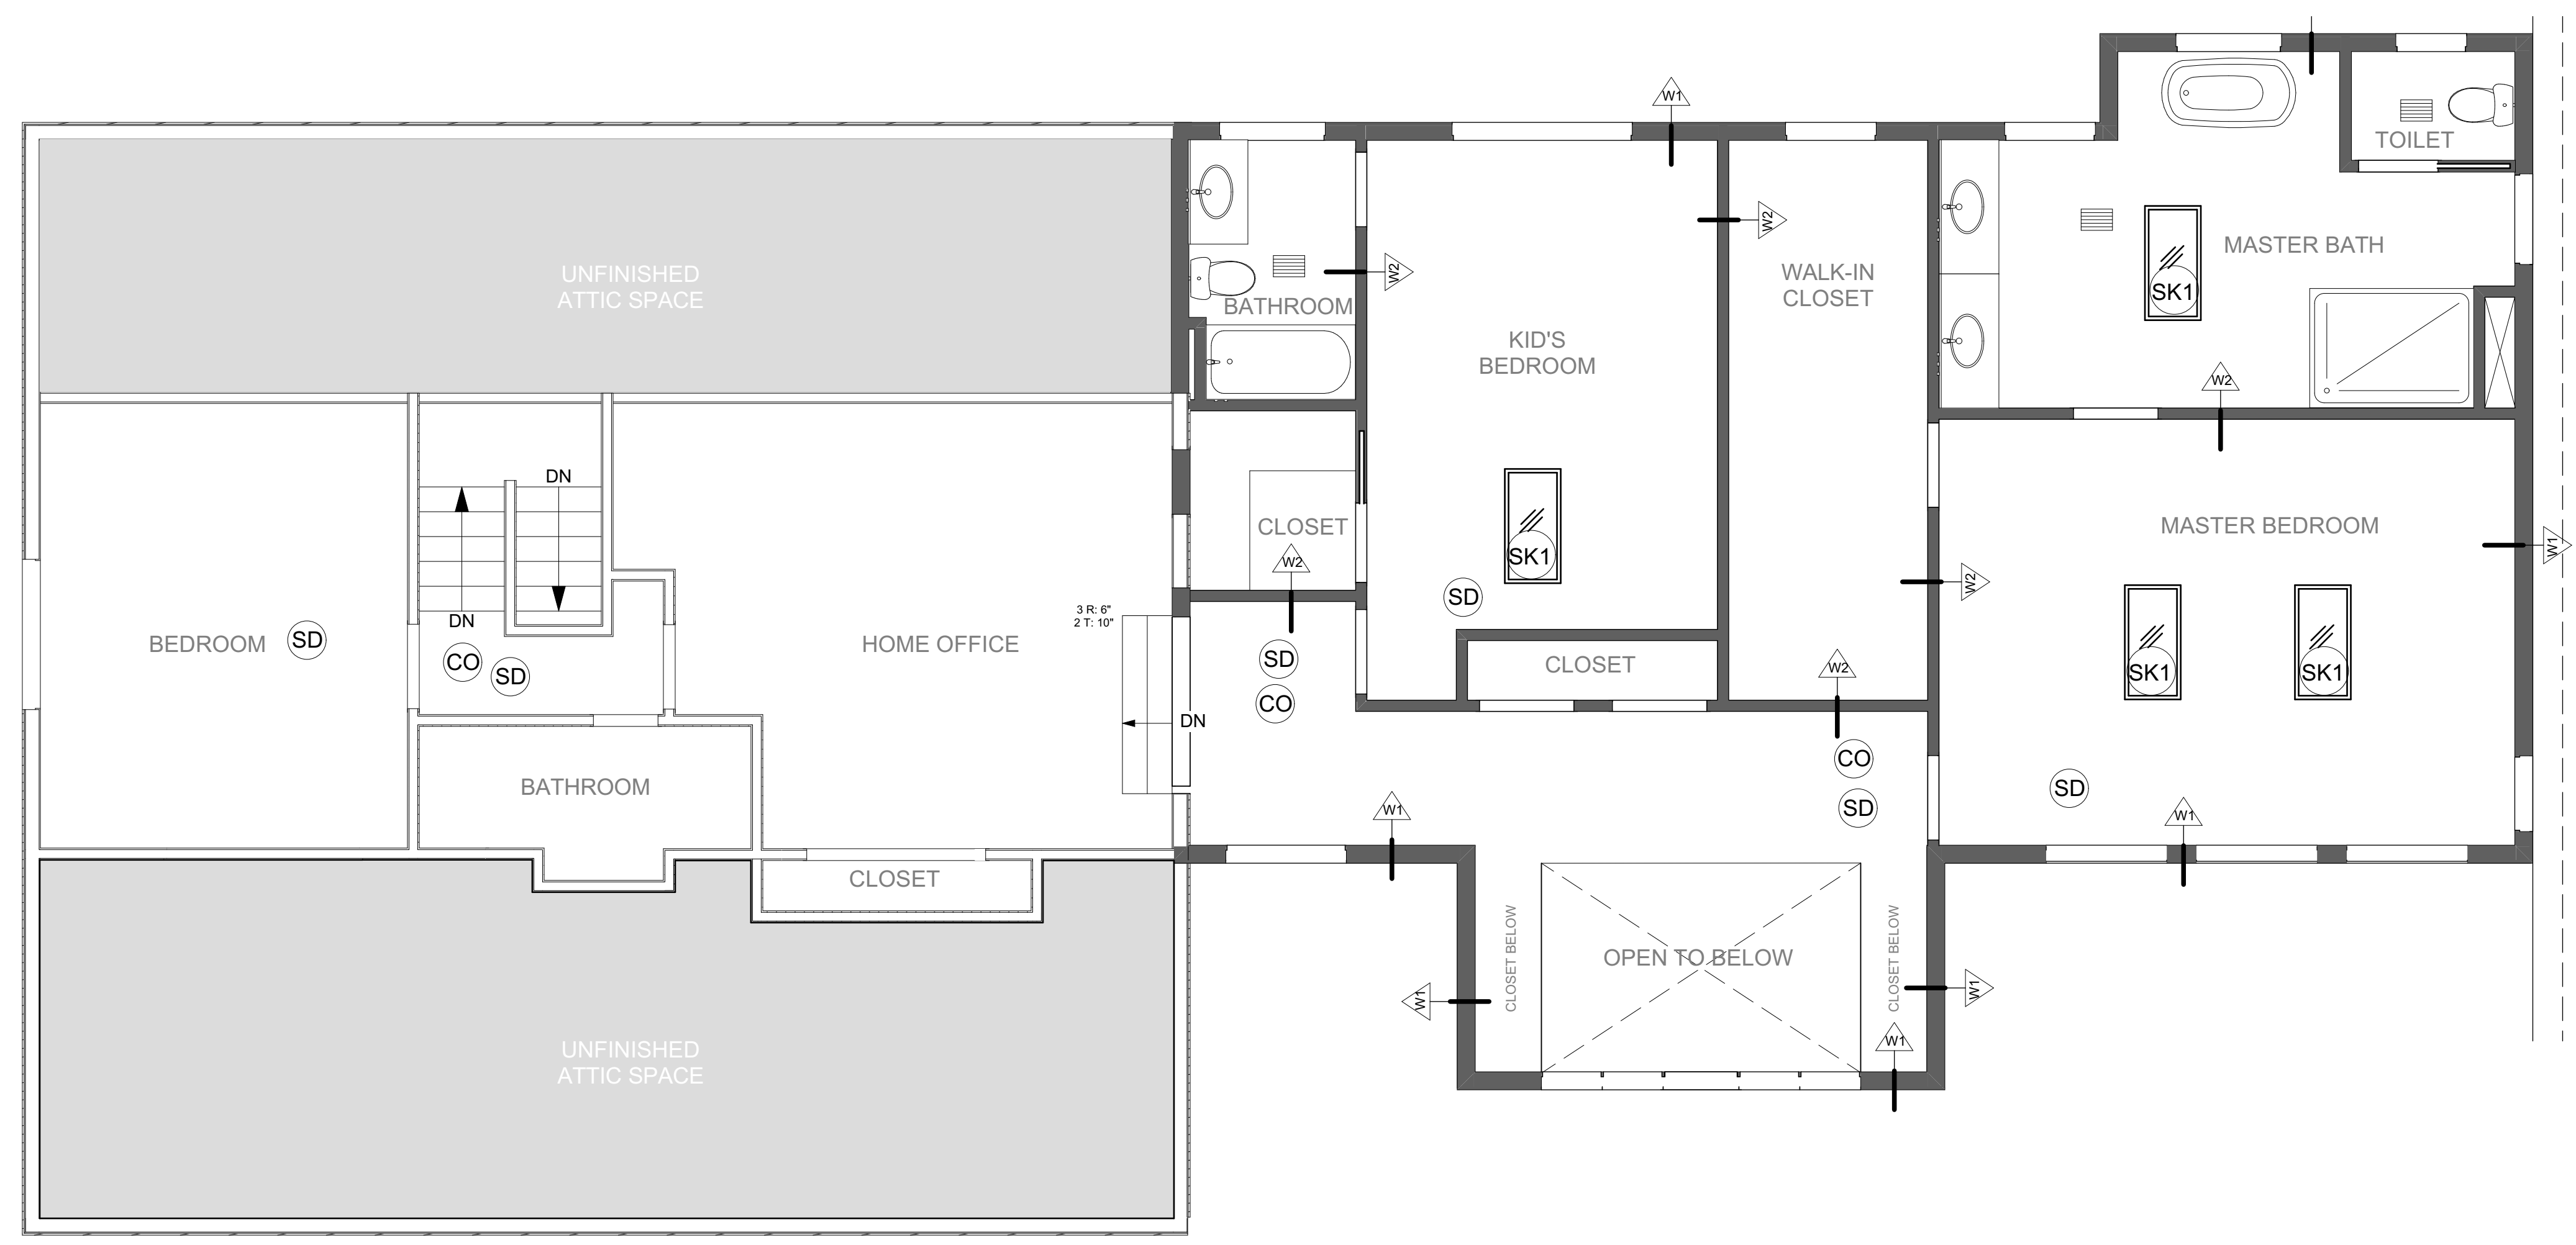 W1
TOILET
UNFINISHED
ATTIC SPACE
W2
W2
BATHROOM
WALK-IN
CLOSET
MASTER BATH
SK1
KID'S
BEDROOM
W2
DN
CLOSET
W2
SK1
MASTER BEDROOM
W1
W2
DN
3 R: 6"
2 T: 10"
SD
BEDROOM
SD
CO
SD
HOME OFFICE
SD
CO
CLOSET
W2
SK1
SK1
DN
CO
SD
SD
BATHROOM
W1
W1
CLOSET
CLOSET BELOW
OPEN TO BELOW
CLOSET BELOW
W1
W1
W1
UNFINISHED
ATTIC SPACE